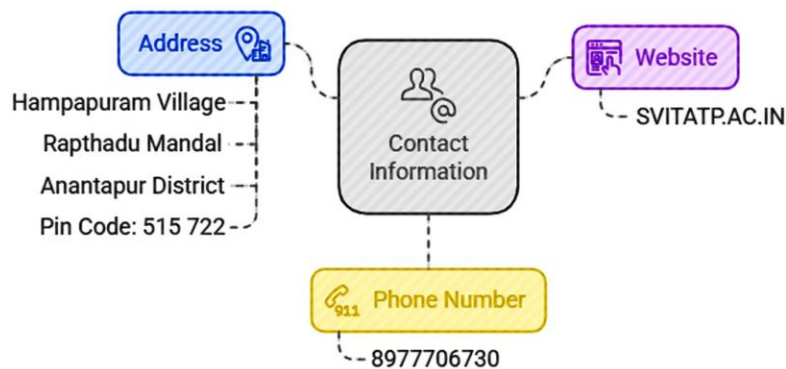 Address
Hampapuram Village
Rapthadu Mandal
Anantapur District
Pin Code: 515 722
Contact
Information
Website
SVITATP.AC.IN
911
Phone Number
8977706730